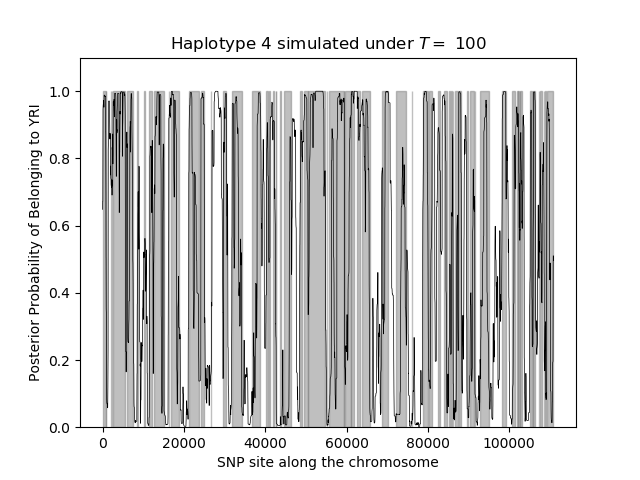 Haplotype 4 simulated under T = 100
Posterior Probability of Belonging to YRI
1.0
0.8
0.6
0.4
0.2
0.0
0 20000 40000 60000 80000 100000
SNP site along the chromosome